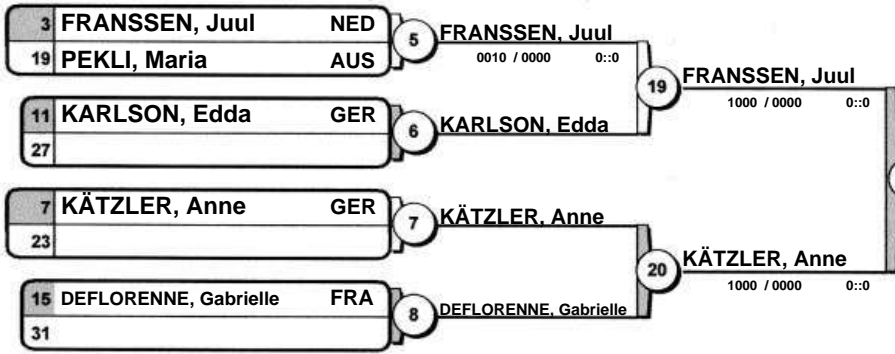 3 FRANSSEN, Juul NED
19 PEKLI, Maria AUS
5
FRANSSEN, Juul
0010 / 0000 0::0
11 KARLSON, Edda GER
27
6
KARLSON, Edda
19
FRANSSEN, Juul
1000 / 0000 0::0
7 KÄTZLER, Anne GER
23
7
KÄTZLER, Anne
15 DEFLORENNE, Gabrielle FRA
31
8
DEFLORENNE, Gabrielle
20
KÄTZLER, Anne
1000 / 0000 0::0